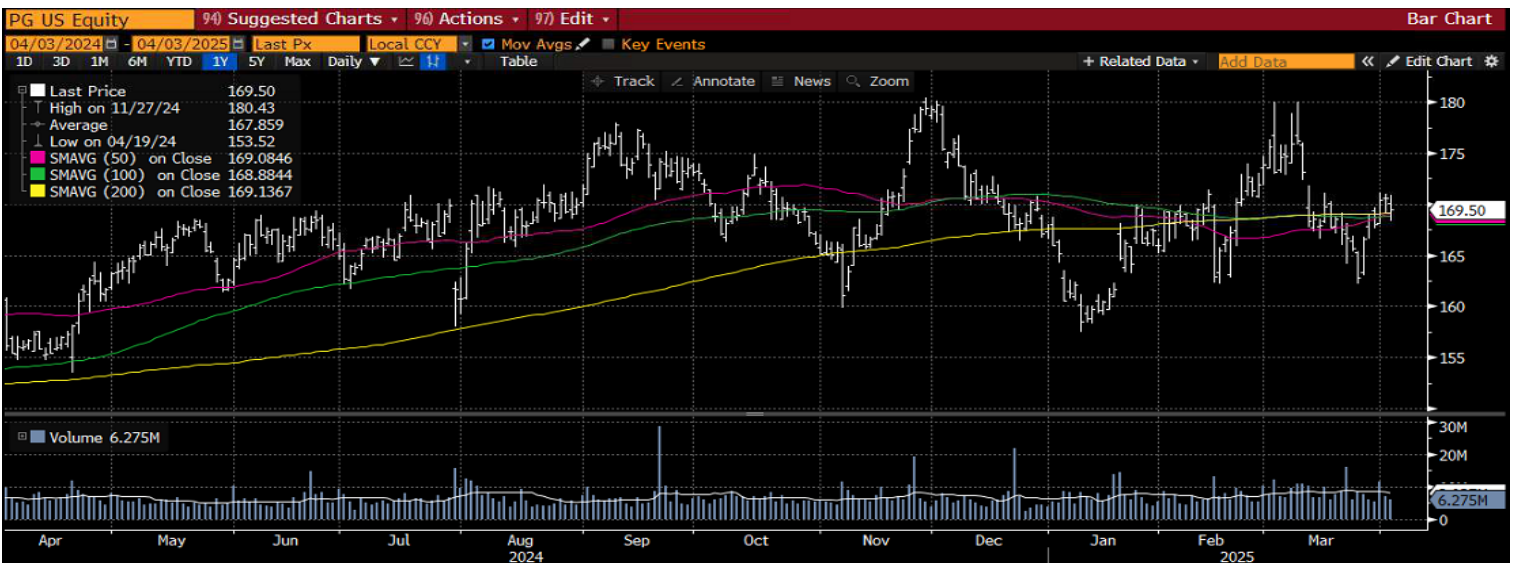 PG US Equity 94) Suggested Charts 96) Actions 97) Edit Bar Chart
04/03/2024 - 04/03/2025 Last Px Local CCY Mov Avgs Key Events
1D 3D 1M 6M YTD 1Y 5Y Max Daily ▼ Table + Related Data Add Data « Edit Chart
Track Annotate News Zoom
Last Price 169.50
High on 11/27/24 180.43
Average 167.859
Low on 04/19/24 153.52
SMAVG (50) on Close 169.0846
SMAVG (100) on Close 168.8844
SMAVG (200) on Close 169.1367
180
175
169.50
165
160
155
Volume 6.275M
30M
20M
6.275M
0
Apr May Jun Jul Aug Sep Oct Nov Dec Jan Feb Mar
2024 2025